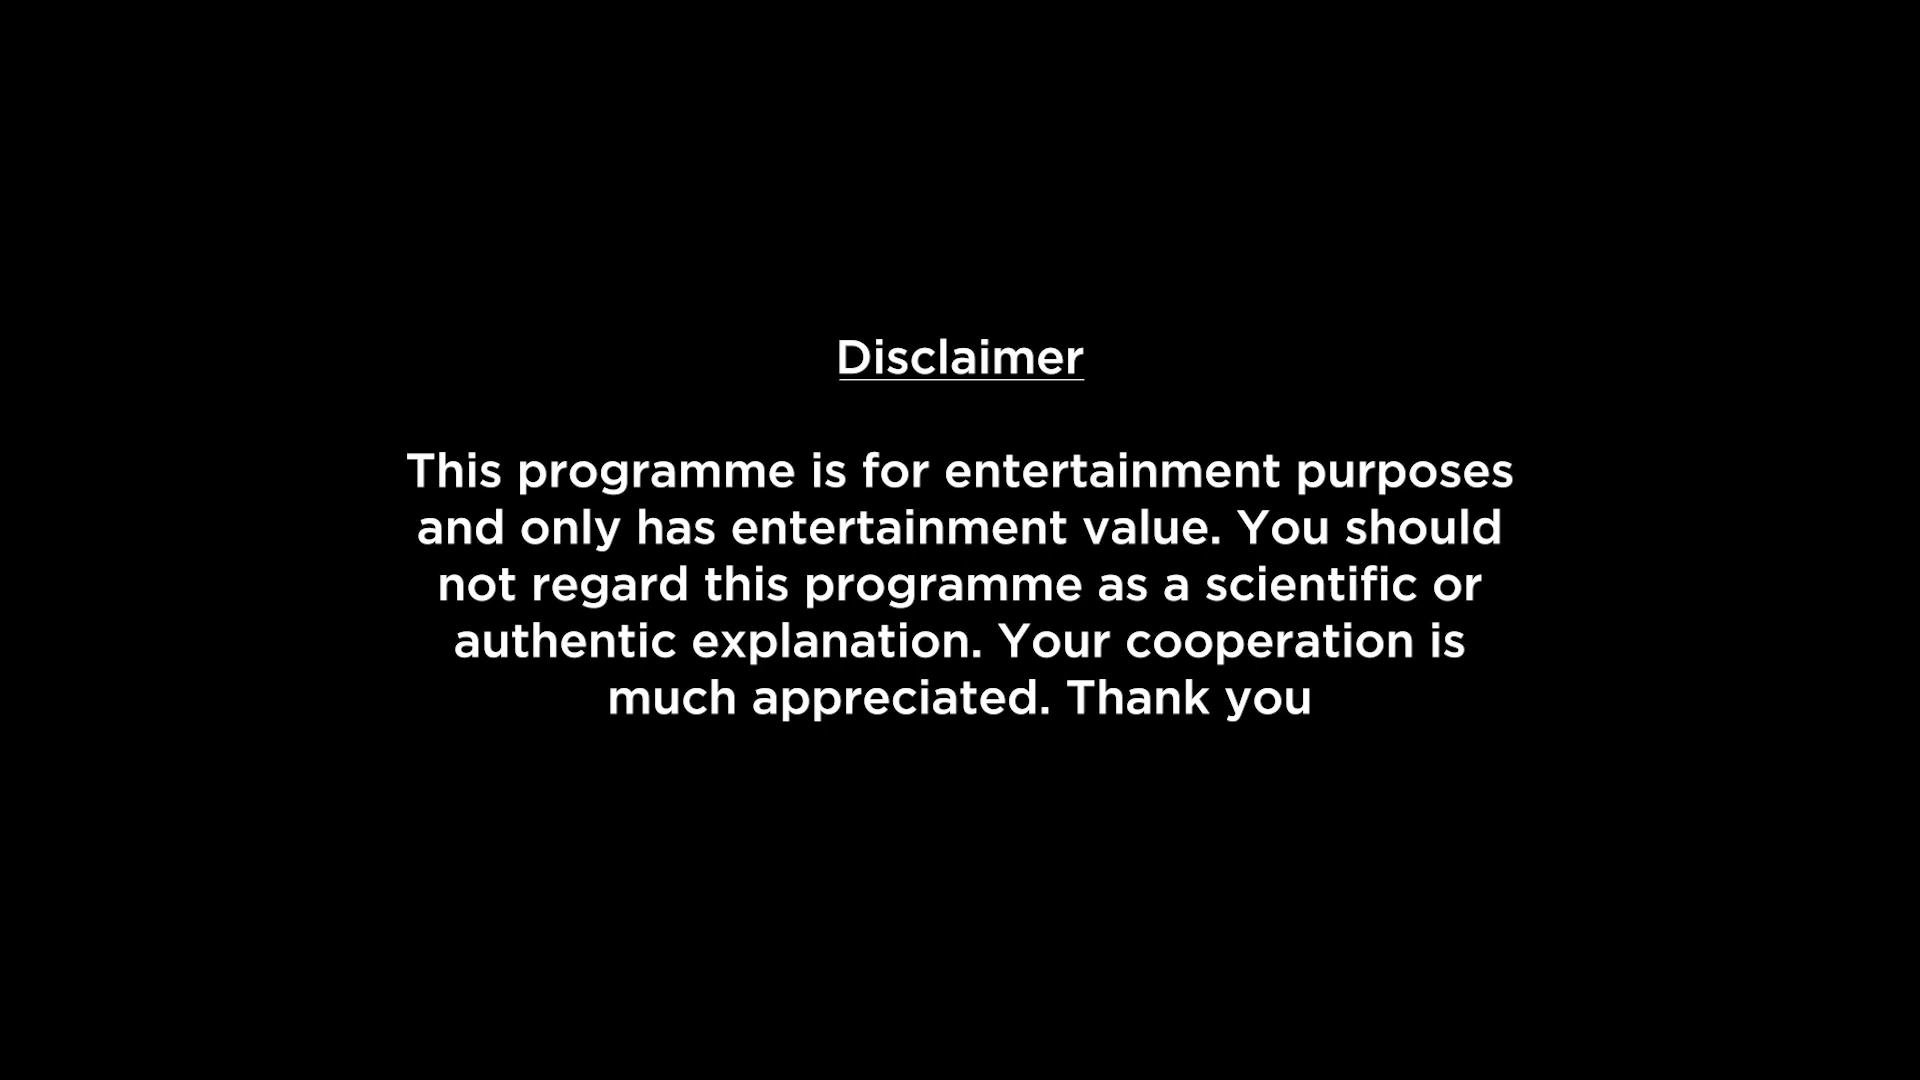 Disclaimer
This programme is for entertainment purposes
and only has entertainment value. You should
not regard this programme as a scientific or
authentic explanation. Your cooperation is
much appreciated. Thank you